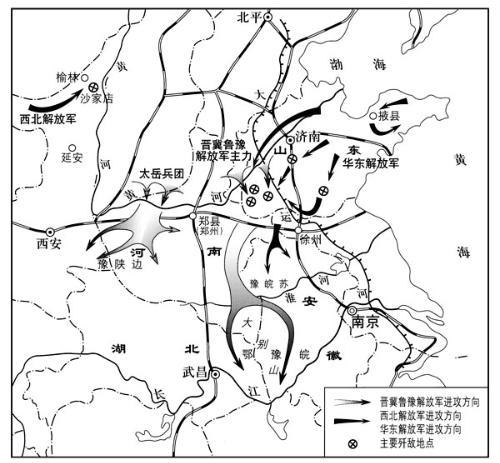 北平
渤海
黄
榆林
沙家店
大
西北解放军
掖县
济南
晋冀鲁豫
解放军主力
山东
华东解放军
延安
河
太岳兵团
黄
河
黄
运
郑县
(郑州)
徐州
西安
河南
豫陕边
海
豫皖苏
河
淮
河
安
南京
大
别
山
湖北
鄂豫皖
徽
武昌
长
江
晋冀鲁豫解放军进攻方向
西北解放军进攻方向
华东解放军进攻方向
主要歼敌地点